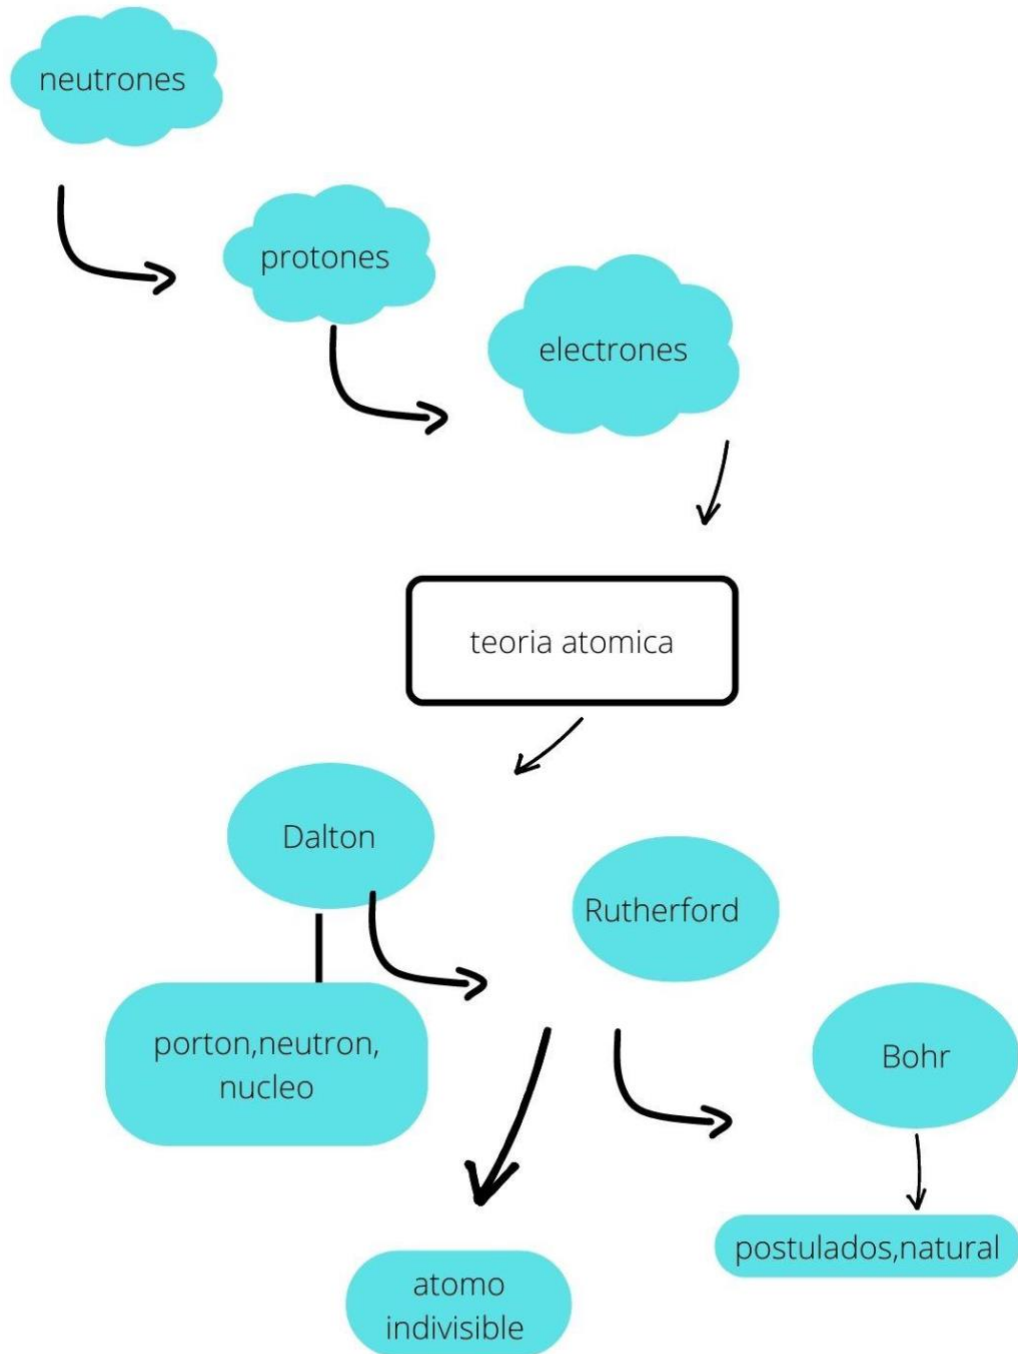 neutrones
protones
electrones
teoria atomica
Dalton
Rutherford
porton,neutron,
nucleo
Bohr
postulados,natural
atomo
indivisible